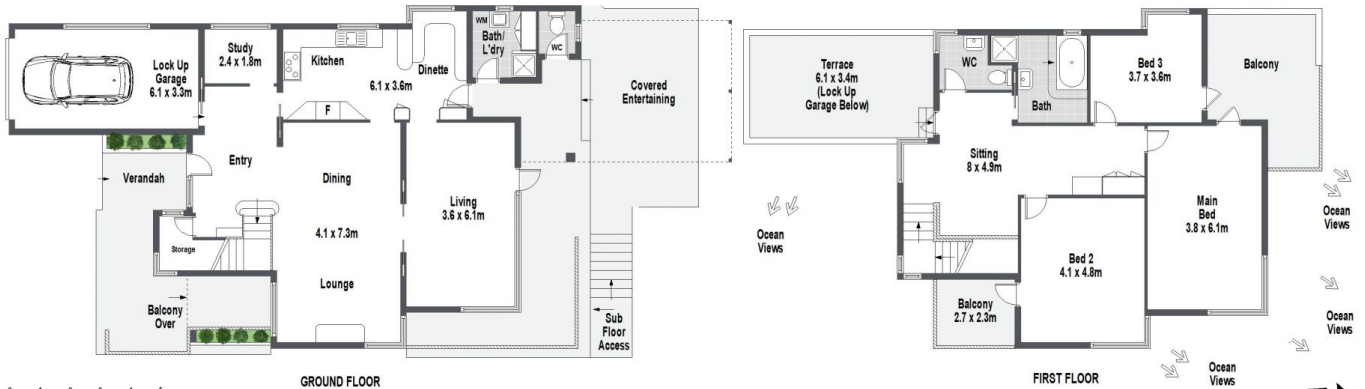 Study
2.4 x 1.8m
Lock Up
Garage
6.1 x 3.3m
Kitchen
6.1 x 3.6m
Dinette
WM
Bath/
L'dry
WC
Covered
Entertaining
F
Entry
Verandah
Dining
4.1 x 7.3m
Lounge
Living
3.6 x 6.1m
Storage
Balcony
Over
Sub
Floor
Access
GROUND FLOOR
Terrace
6.1 x 3.4m
(Lock Up
Garage Below)
WC
Bath
Bed 3
3.7 x 3.6m
Balcony
Sitting
8 x 4.9m
Main
Bed
3.8 x 6.1m
Bed 2
4.1 x 4.8m
Balcony
2.7 x 2.3m
Ocean
Views
Ocean
Views
Ocean
Views
Ocean
Views
FIRST FLOOR